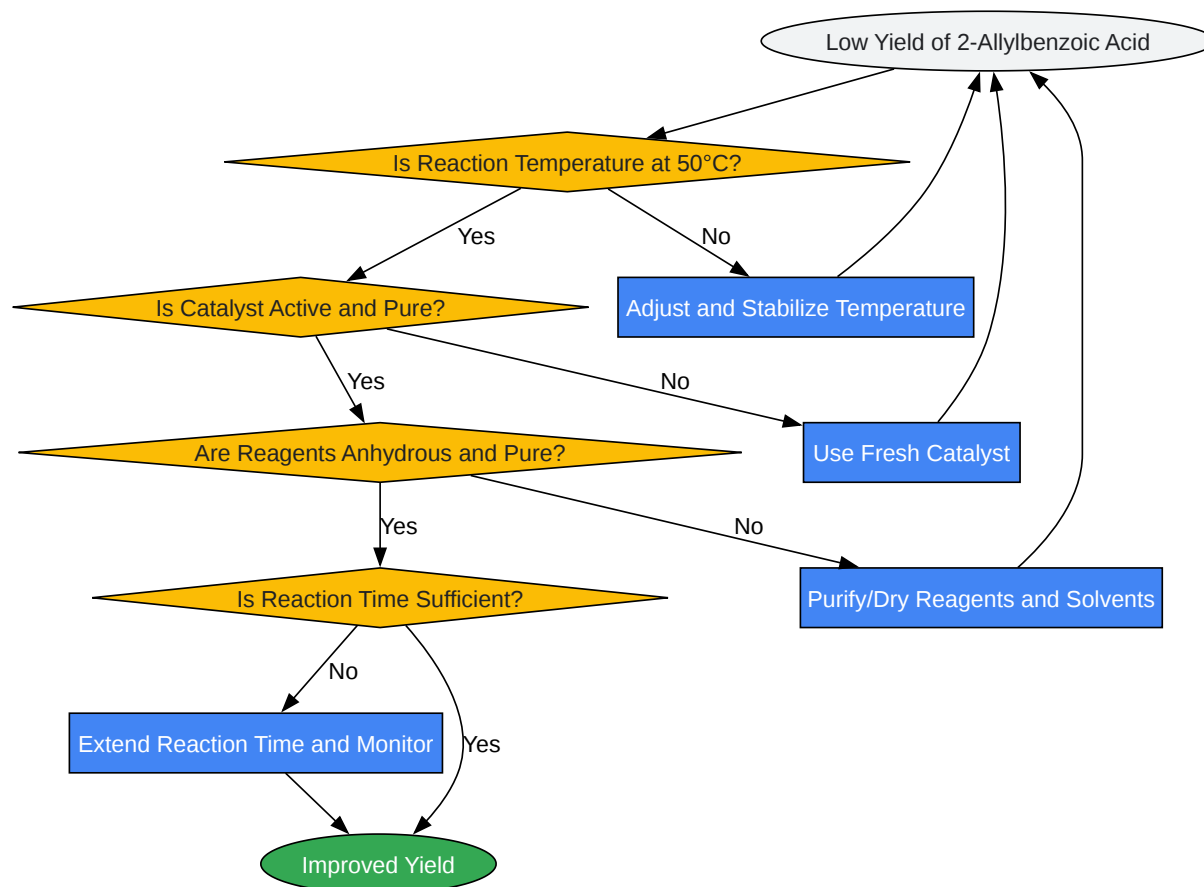 Low Yield of 2-Allylbenzoic Acid
Is Reaction Temperature at 50°C?
Yes
No
Is Catalyst Active and Pure?
Adjust and Stabilize Temperature
Yes
No
Are Reagents Anhydrous and Pure?
Use Fresh Catalyst
Yes
No
Is Reaction Time Sufficient?
Purify/Dry Reagents and Solvents
No
Extend Reaction Time and Monitor
Yes
Improved Yield